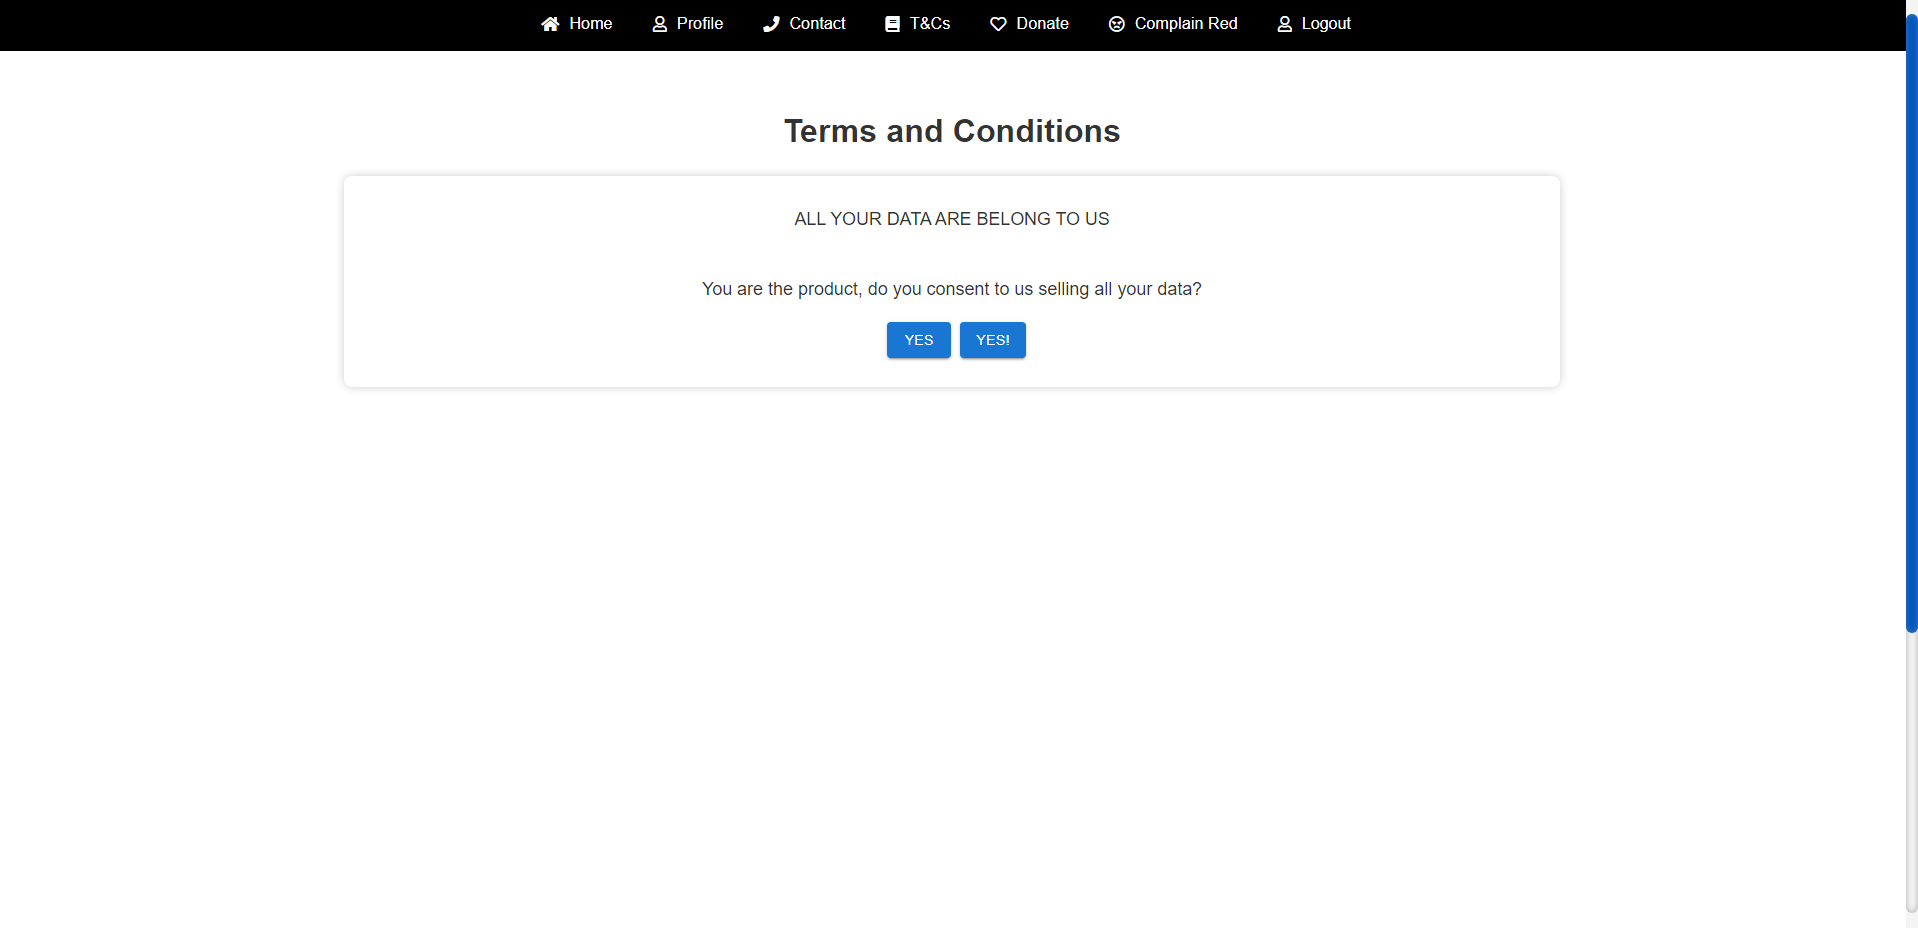 Home Profile Contact T&Cs Donate Complain Red Logout
Terms and Conditions
ALL YOUR DATA ARE BELONG TO US
You are the product, do you consent to us selling all your data?
YES YES!